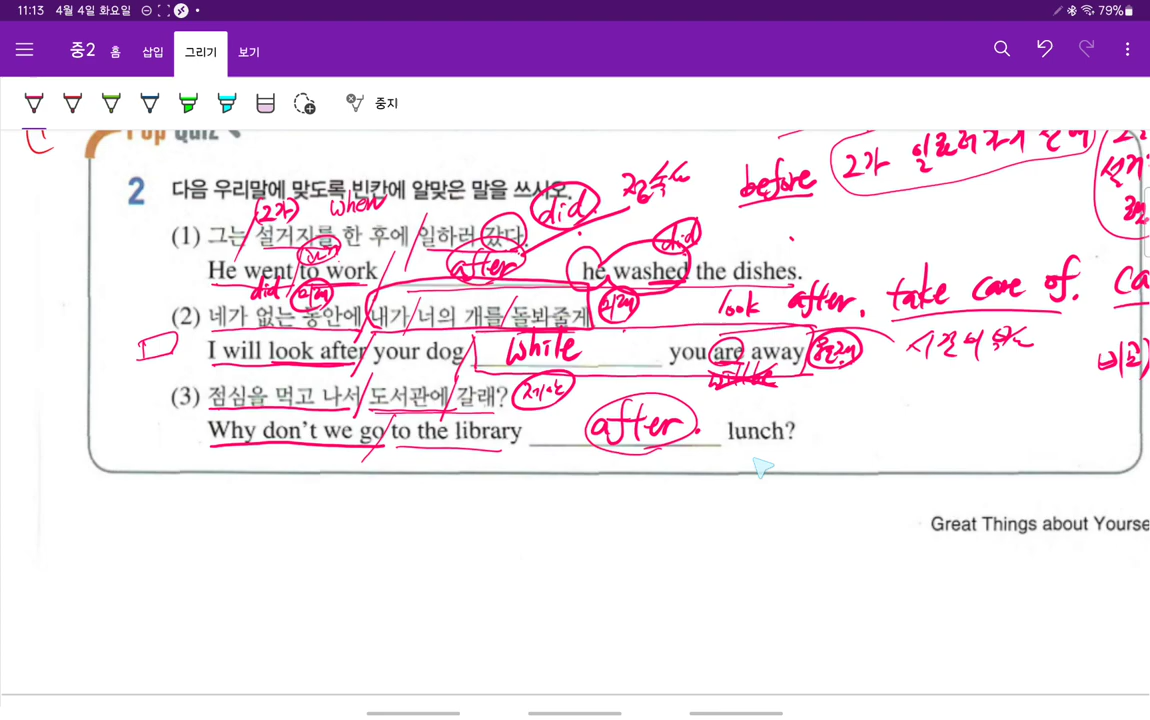 11:13 4월 4일 화요일 79%
중2 홈 삽입 그리기 보기
중지
Pop Quiz
before
2 다음 우리말에 맞도록 빈칸에 알맞은 말을 쓰시오.
when did 접속사
(1) 그는 설거지를 한 후에 일하러 갔다.
did
He went to work after he washed the dishes.
did
(2) 네가 없는 동안에 내가 너의 개를 돌봐줄게
look after. take care of.
I will look after your dog while you are away
(3) 점심을 먹고 나서 도서관에 갈래? 제안
Why don't we go to the library after. lunch?
Great Things about Yourse